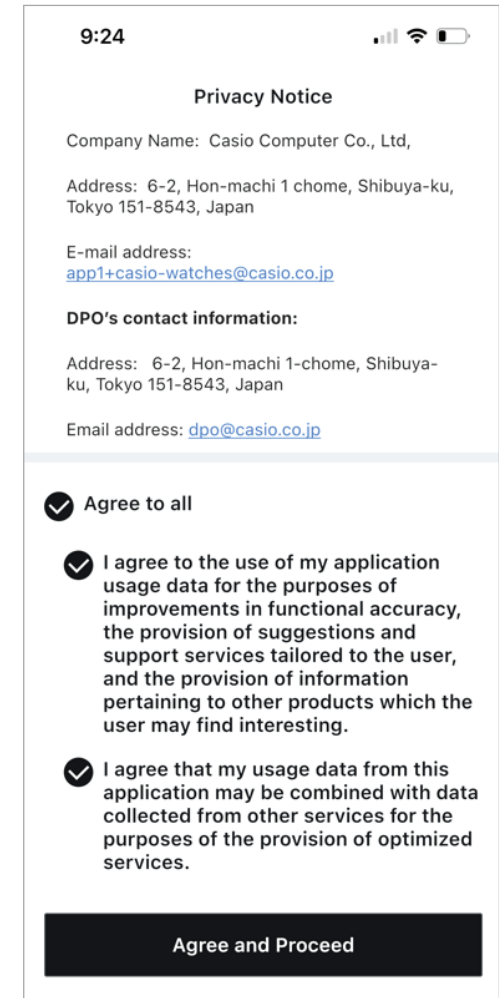 9:24
Privacy Notice
Company Name:  Casio Computer Co., Ltd,
Address:  6-2, Hon-machi 1 chome, Shibuya-ku,
Tokyo 151-8543, Japan
E-mail address:
app1+casio-watches@casio.co.jp
DPO’s contact information:
Address:   6-2, Hon-machi 1-chome, Shibuya-
ku, Tokyo 151-8543, Japan
Email address: dpo@casio.co.jp
Agree to all
I agree to the use of my application
usage data for the purposes of
improvements in functional accuracy,
the provision of suggestions and
support services tailored to the user,
and the provision of information
pertaining to other products which the
user may find interesting.
I agree that my usage data from this
application may be combined with data
collected from other services for the
purposes of the provision of optimized
services.
Agree and Proceed